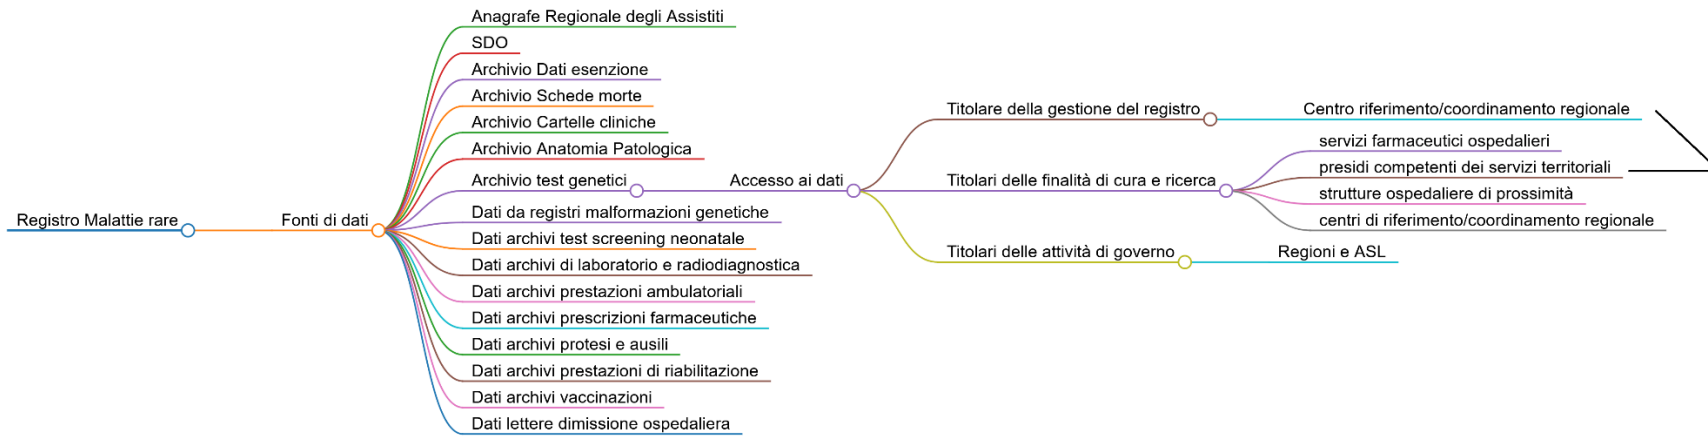 Registro Malattie rare
Fonti di dati
Anagrafe Regionale degli Assistiti
SDO
Archivio Dati esenzione
Archivio Schede morte
Archivio Cartelle cliniche
Archivio Anatomia Patologica
Archivio test genetici
Dati da registri malformazioni genetiche
Dati archivi test screening neonatale
Dati archivi di laboratorio e radiodiagnostica
Dati archivi prestazioni ambulatoriali
Dati archivi prescrizioni farmaceutiche
Dati archivi protesi e ausili
Dati archivi prestazioni di riabilitazione
Dati archivi vaccinazioni
Dati lettere dimissione ospedaliera
Accesso ai dati
Titolare della gestione del registro
Centro riferimento/coordinamento regionale
Titolari delle finalità di cura e ricerca
servizi farmaceutici ospedalieri
presidi competenti dei servizi territoriali
strutture ospedaliere di prossimità
centri di riferimento/coordinamento regionale
Titolari delle attività di governo
Regioni e ASL